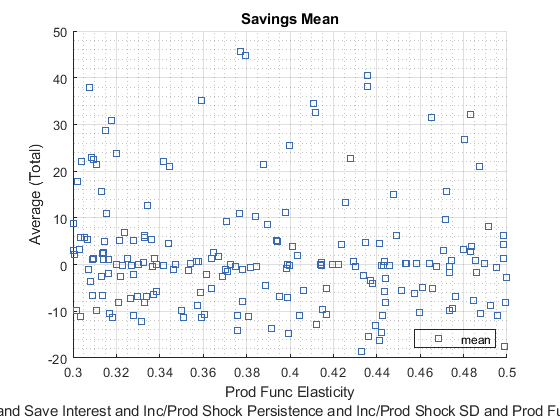 Savings Mean
50
40
30
20
10
0
-10
-20
Average (Total)
0.3 0.32 0.34 0.36 0.38 0.4 0.42 0.44 0.46 0.48 0.5
mean
Prod Func Elasticity
and Save Interest and Inc/Prod Shock Persistence and Inc/Prod Shock SD and Prod